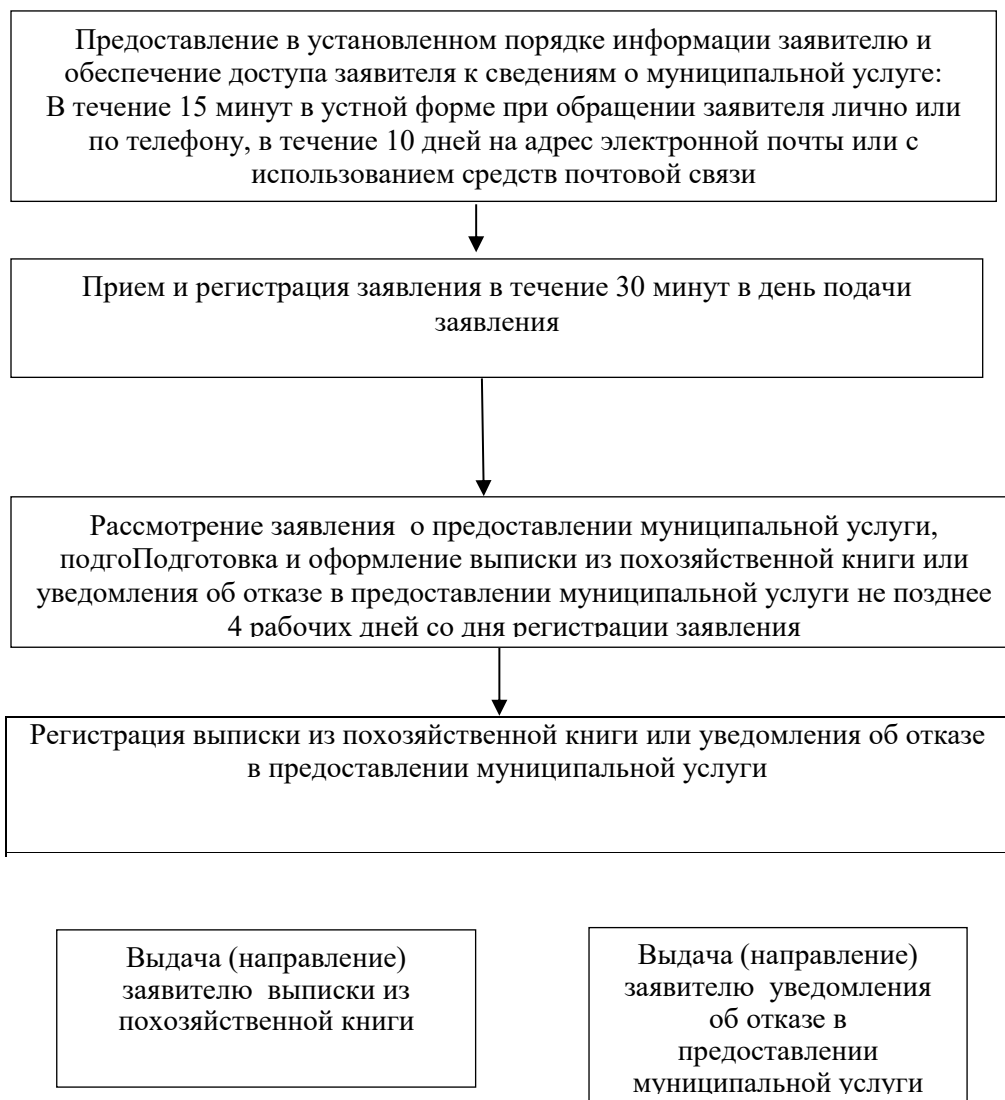 Предоставление в установленном порядке информации заявителю и
обеспечение доступа заявителя к сведениям о муниципальной услуге:
В течение 15 минут в устной форме при обращении заявителя лично или
по телефону, в течение 10 дней на адрес электронной почты или с
использованием средств почтовой связи
Прием и регистрация заявления в течение 30 минут в день подачи
заявления
Рассмотрение заявления о предоставлении муниципальной услуги,
подгоПодготовка и оформление выписки из похозяйственной книги или
уведомления об отказе в предоставлении муниципальной услуги не позднее
4 рабочих дней со дня регистрации заявления
Регистрация выписки из похозяйственной книги или уведомления об отказе
в предоставлении муниципальной услуги
Выдача (направление)
заявителю выписки из
похозяйственной книги
Выдача (направление)
заявителю уведомления
об отказе в
предоставлении
муниципальной услуги